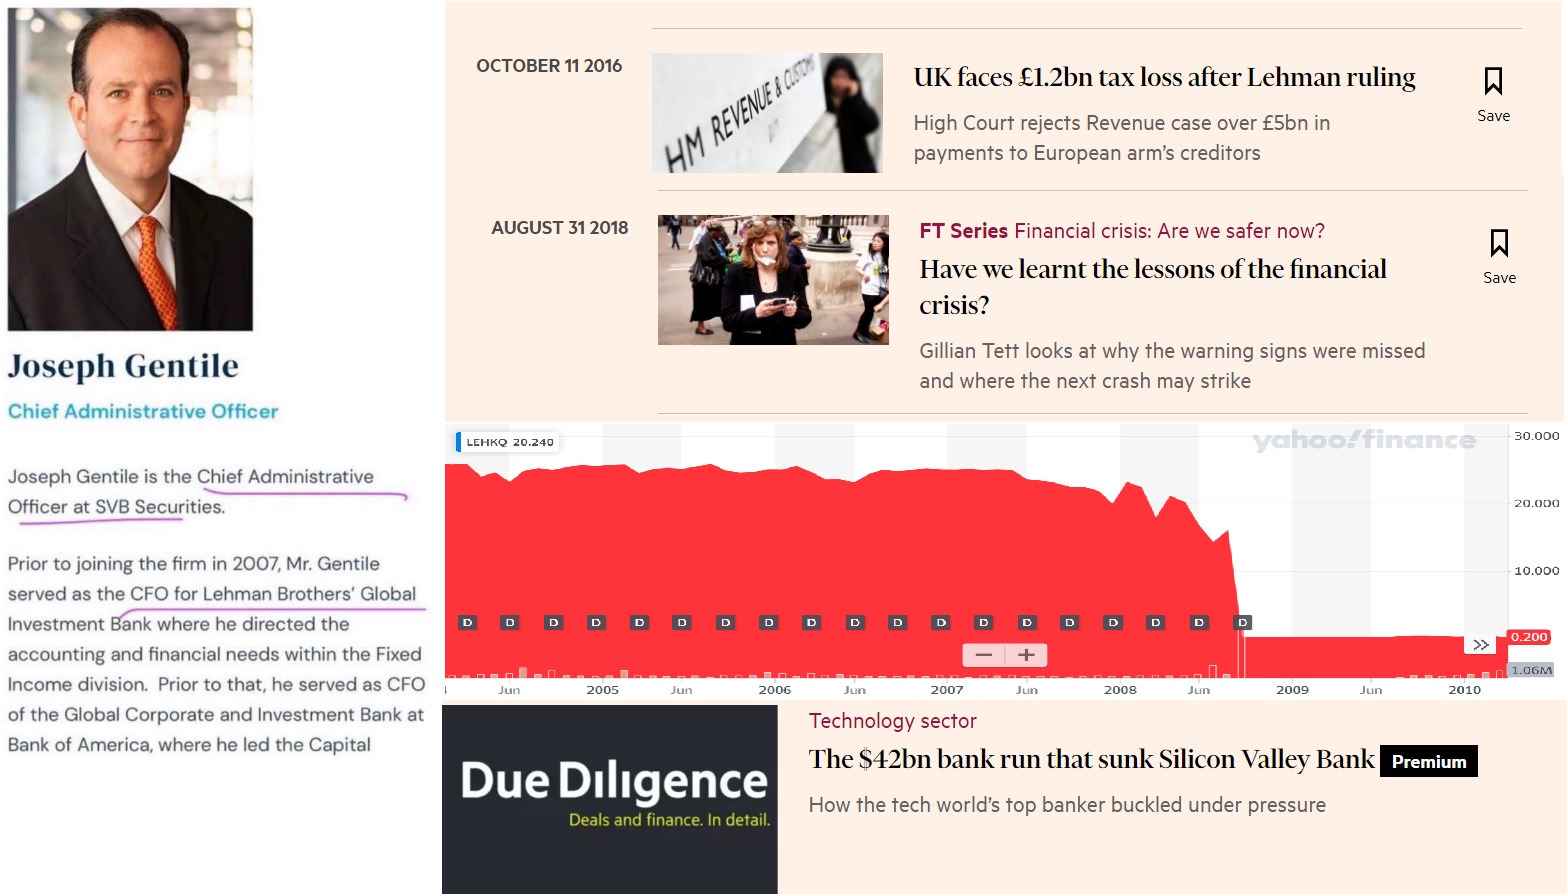 Joseph Gentile
Chief Administrative Officer
Joseph Gentile is the Chief Administrative
Officer at SVB Securities.
Prior to joining the firm in 2007, Mr. Gentile
served as the CFO for Lehman Brothers’ Global
Investment Bank where he directed the
accounting and financial needs within the Fixed
Income division. Prior to that, he served as CFO
of the Global Corporate and Investment Bank at
Bank of America, where he led the Capital
OCTOBER 11 2016
HM REVENUE & CUSTOMS
UK faces £1.2bn tax loss after Lehman ruling
High Court rejects Revenue case over £5bn in
payments to European arm’s creditors
Save
AUGUST 31 2018
FT Series Financial crisis: Are we safer now?
Have we learnt the lessons of the financial
crisis?
Gillian Tett looks at why the warning signs were missed
and where the next crash may strike
Save
LEHKQ 20.240
yahoo!finance
30.000
20.000
10.000
D D D D D D D D D D D D D D D D D D D
0.200
− +
»
1.06M
Jun 2005 Jun 2006 Jun 2007 Jun 2008 Jun 2009 Jun 2010
Due Diligence
Deals and finance. In detail.
Technology sector
The $42bn bank run that sunk Silicon Valley Bank Premium
How the tech world’s top banker buckled under pressure